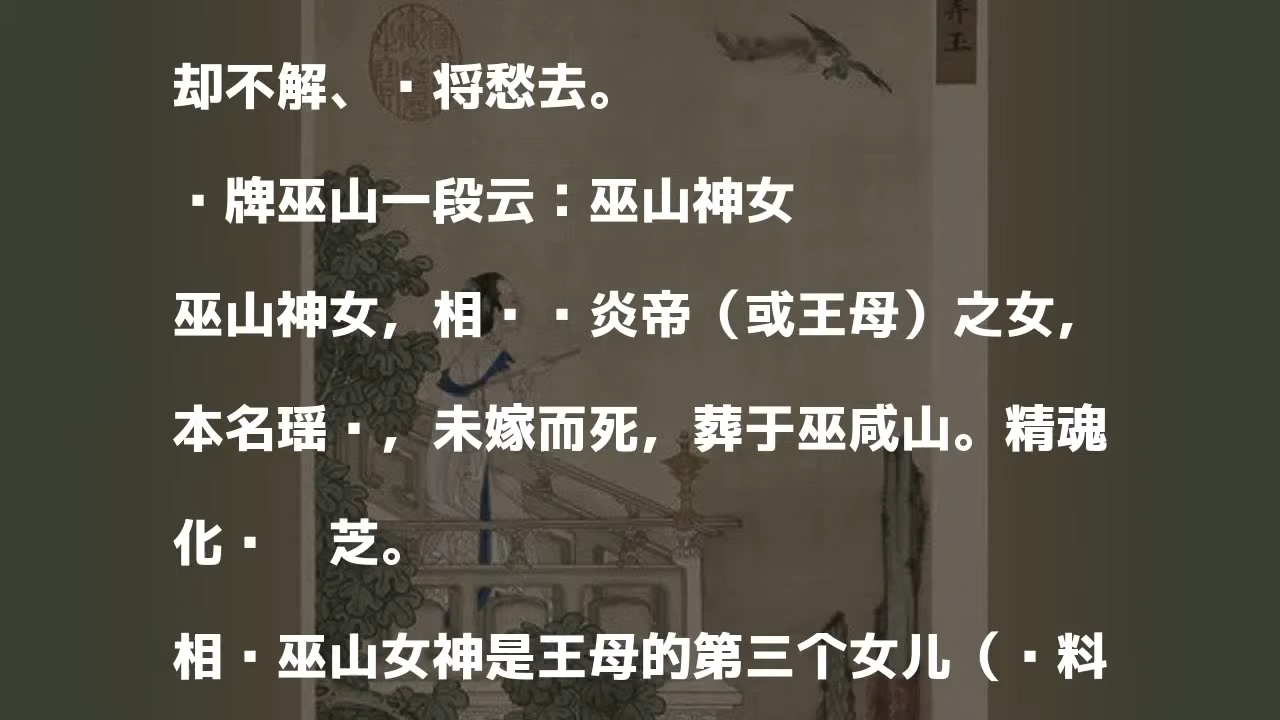 却不解、▪将愁去。
▪牌巫山一段云：巫山神女
巫山神女，相▪▪炎帝（或王母）之女，
本名瑶▪，未嫁而死，葬于巫咸山。精魂
化▪　芝。
相▪巫山女神是王母的第三个女儿（▪料
弄玉